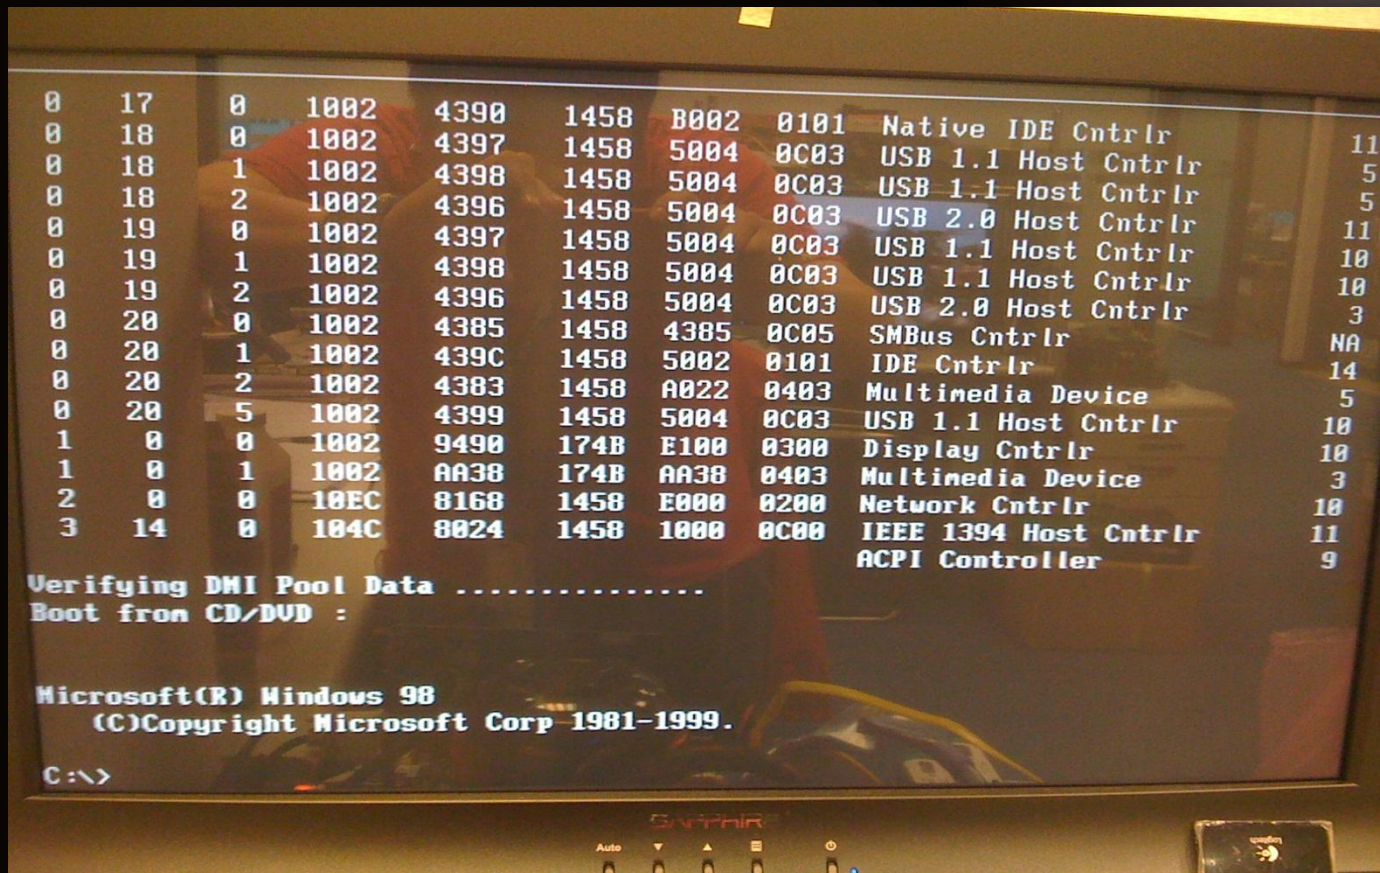 0 17 0 1002 4390 1458 B002 0101 Native IDE Cntrlr 11
0 18 0 1002 4397 1458 5004 0C03 USB 1.1 Host Cntrlr 5
0 18 1 1002 4398 1458 5004 0C03 USB 1.1 Host Cntrlr 5
0 18 2 1002 4396 1458 5004 0C03 USB 2.0 Host Cntrlr 11
0 19 0 1002 4397 1458 5004 0C03 USB 1.1 Host Cntrlr 10
0 19 1 1002 4398 1458 5004 0C03 USB 1.1 Host Cntrlr 10
0 19 2 1002 4396 1458 5004 0C03 USB 2.0 Host Cntrlr 3
0 20 0 1002 4385 1458 4385 0C05 SMBus Cntrlr NA
0 20 1 1002 439C 1458 5002 0101 IDE Cntrlr 14
0 20 2 1002 4383 1458 A022 0403 Multimedia Device 5
0 20 5 1002 4399 1458 5004 0C03 USB 1.1 Host Cntrlr 10
1 0 0 1002 9490 174B E100 0300 Display Cntrlr 10
1 0 1 1002 AA38 174B AA38 0403 Multimedia Device 3
2 0 0 10EC 8168 1458 E000 0200 Network Cntrlr 10
3 14 0 104C 8024 1458 1000 0C00 IEEE 1394 Host Cntrlr 11
ACPI Controller 9
Verifying DMI Pool Data ...............
Boot from CD/DVD :
Microsoft(R) Windows 98
(C)Copyright Microsoft Corp 1981-1999.
C:\>
SAPPHIRE
Auto
Logitech